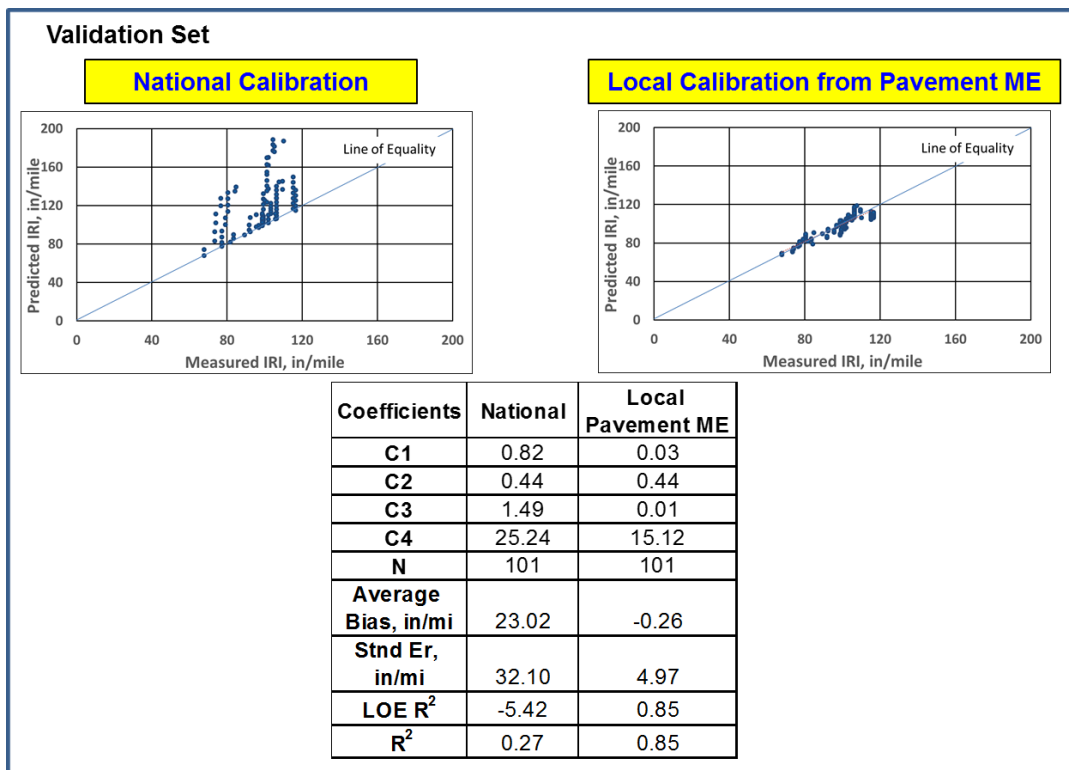 Validation Set
National Calibration
Local Calibration from Pavement ME
200
160
120
80
40
0
0 40 80 120 160 200
Predicted IRI, in/mile
Measured IRI, in/mile
Line of Equality
200
160
120
80
40
0
0 40 80 120 160 200
Predicted IRI, in/mile
Measured IRI, in/mile
Line of Equality
Coefficients National Local
Pavement ME
C1 0.82 0.03
C2 0.44 0.44
C3 1.49 0.01
C4 25.24 15.12
N 101 101
Average
Bias, in/mi 23.02 -0.26
Stnd Er,
in/mi 32.10 4.97
LOE R² -5.42 0.85
R² 0.27 0.85